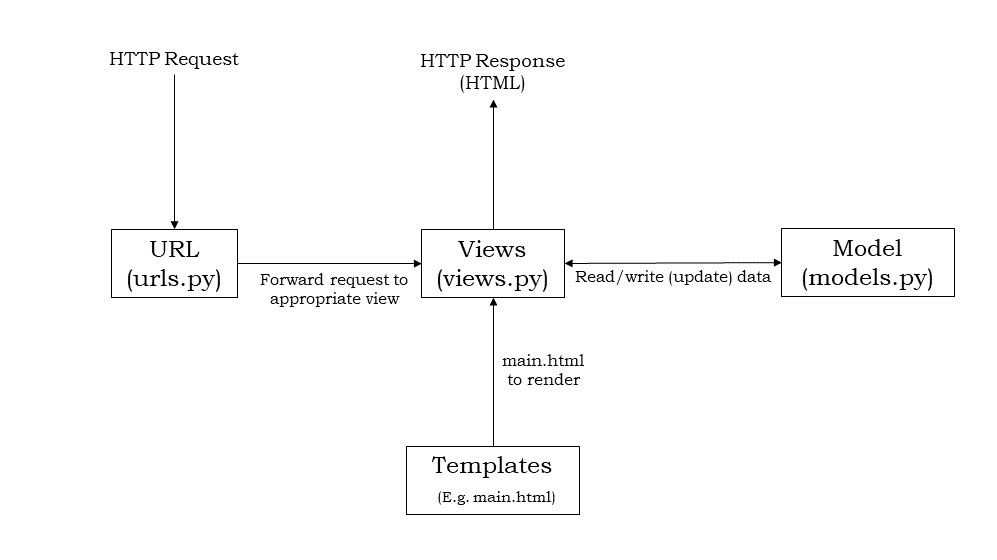 HTTP Request
HTTP Response
(HTML)
URL
(urls.py)
Forward request to
appropriate view
Views
(views.py)
Read/write (update) data
Model
(models.py)
main.html
to render
Templates
(E.g. main.html)